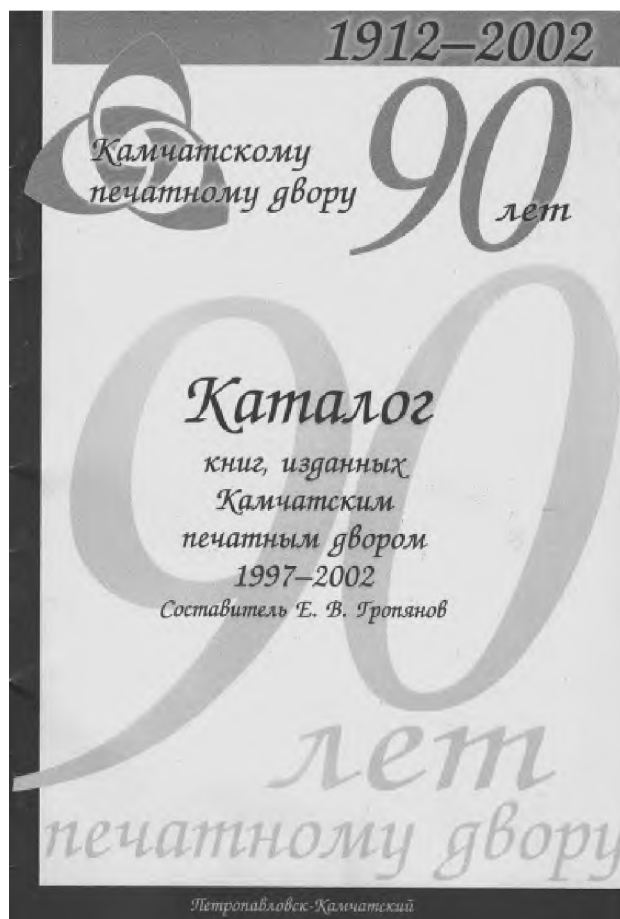 1912–2002
Камчатскому
печатному двору
90
лет
90
Каталог
книг, изданных
Камчатским
печатным двором
1997–2002
Составитель Е. В. Гропянов
лет
печатному двору
Петропавловск-Камчатский